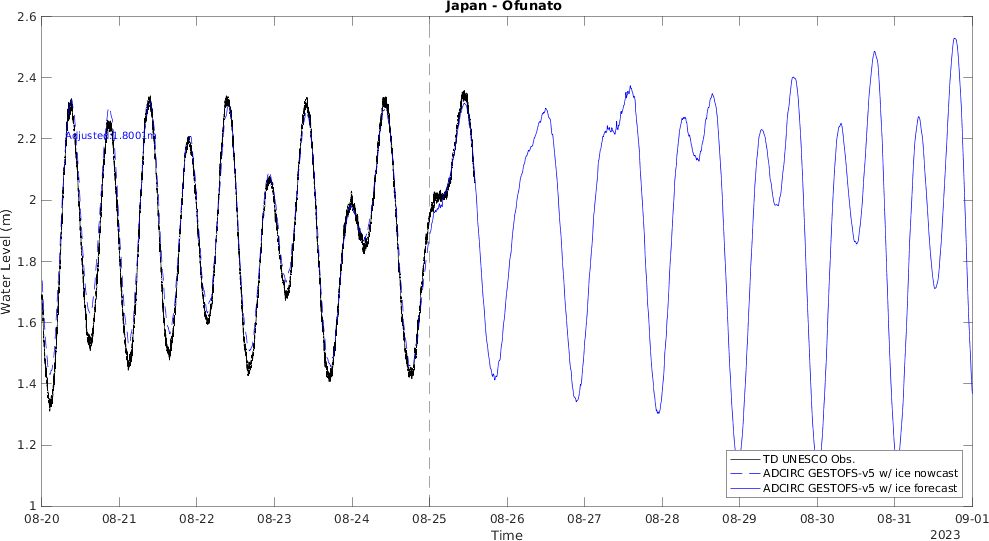 Japan - Ofunato
2.6
2.4
2.2
2
1.8
1.6
1.4
1.2
1
Water Level (m)
Adjusted:1.8001m
TD UNESCO Obs.
ADCIRC GESTOFS-v5 w/ ice nowcast
ADCIRC GESTOFS-v5 w/ ice forecast
08-20 08-21 08-22 08-23 08-24 08-25 08-26 08-27 08-28 08-29 08-30 08-31 09-01
Time
2023